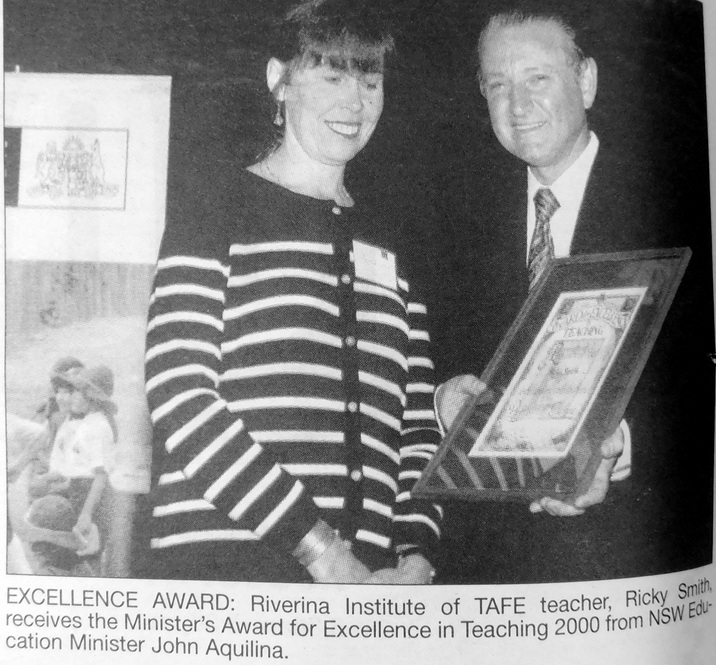 TEACHING
EXCELLENCE AWARD: Riverina Institute of TAFE teacher, Ricky Smith,
receives the Minister's Award for Excellence in Teaching 2000 from NSW Edu-
cation Minister John Aquilina.